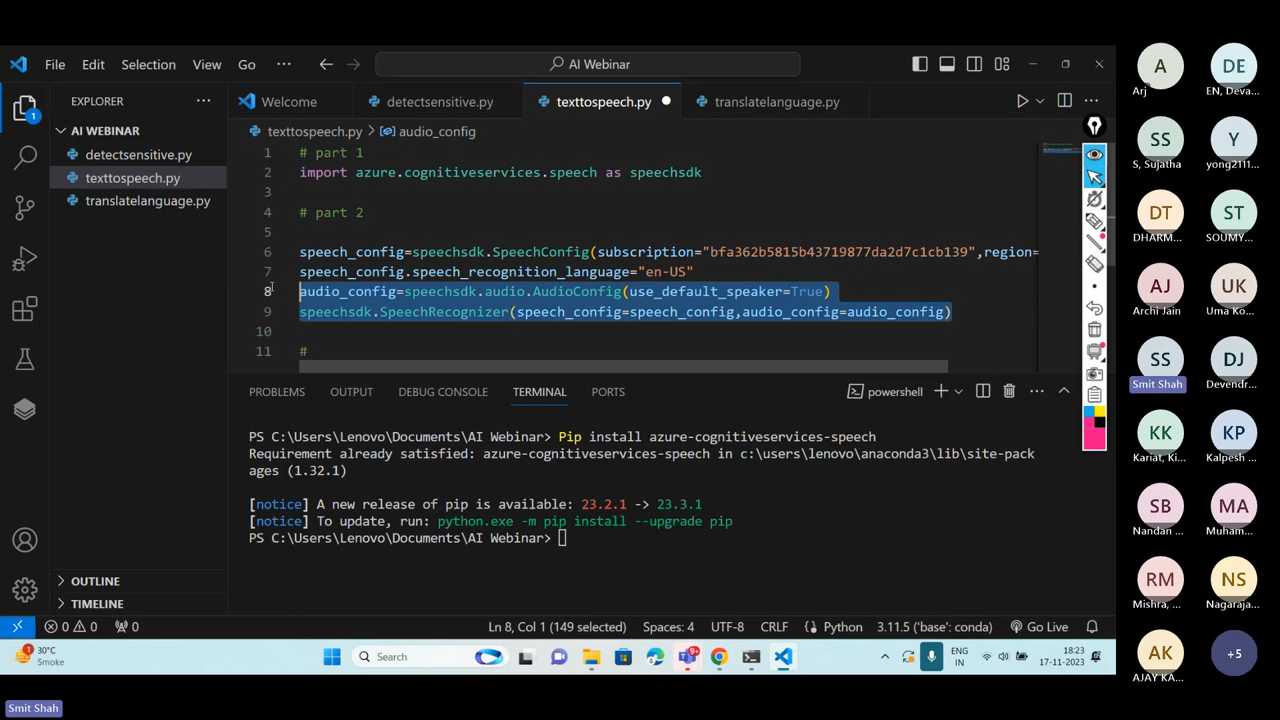 File Edit Selection View Go ··· AI Webinar
EXPLORER ···
Welcome detectsensitive.py texttospeech.py translatelanguage.py
AI WEBINAR
detectsensitive.py
texttospeech.py
translatelanguage.py
OUTLINE
TIMELINE
1
texttospeech.py > audio_config
1 # part 1
2 import azure.cognitiveservices.speech as speechsdk
3
4 # part 2
5
6 speech_config=speechsdk.SpeechConfig(subscription="bfa362b5815b43719877da2d7c1cb139",region=
7 speech_config.speech_recognition_language="en-US"
8 audio_config=speechsdk.audio.AudioConfig(use_default_speaker=True)
9 speechsdk.SpeechRecognizer(speech_config=speech_config,audio_config=audio_config)
10
11 #
PROBLEMS OUTPUT DEBUG CONSOLE TERMINAL PORTS powershell
PS C:\Users\Lenovo\Documents\AI Webinar> Pip install azure-cognitiveservices-speech
Requirement already satisfied: azure-cognitiveservices-speech in c:\users\lenovo\anaconda3\lib\site-pack
ages (1.32.1)
[notice] A new release of pip is available: 23.2.1 -> 23.3.1
[notice] To update, run: python.exe -m pip install --upgrade pip
PS C:\Users\Lenovo\Documents\AI Webinar>
0 0 0 Ln 8, Col 1 (149 selected) Spaces: 4 UTF-8 CRLF Python 3.11.5 ('base': conda) Go Live
1 30°C
Smoke
Search
9+
ENG
IN
18:23
17-11-2023
Smit Shah
A DE
Arj EN, Deva...
SS Y
S, Sujatha yong2111...
DT ST
DHARM... SOUMY...
AJ UK
Archi Jain Uma Ko...
SS DJ
Smit Shah Devendr...
KK KP
Kariat, Ki... Kalpesh ...
SB MA
Nandan ... Muham...
RM NS
Mishra, ... Nagaraja...
AK +5
AJAY KA...